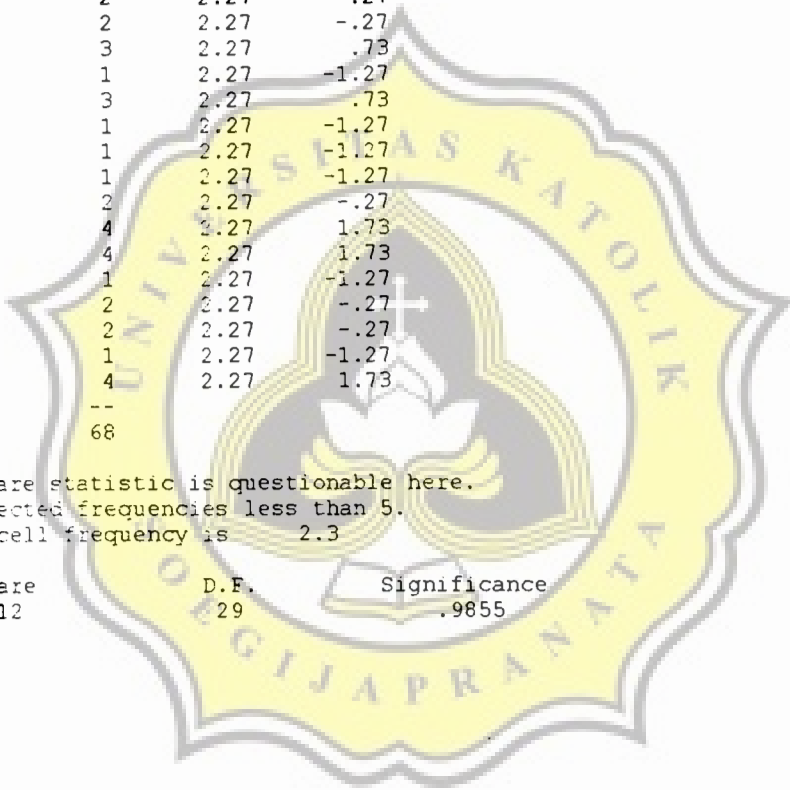 2 2.27 -.27
3 2.27 .73
1 2.27 -1.27
3 2.27 .73
1 2.27 -1.27
1 2.27 -1.27
1 2.27 -1.27
2 2.27 -.27
4 2.27 1.73
4 2.27 1.73
1 2.27 -1.27
2 2.27 -.27
2 2.27 -.27
1 2.27 -1.27
4 2.27 1.73
--
68
are statistic is questionable here.
ected frequencies less than 5.
cell frequency is 2.3
are D.F. Significance
12 29 .9855
UNIVERSITAS KATOLIK
SOEGIJAPRANATA